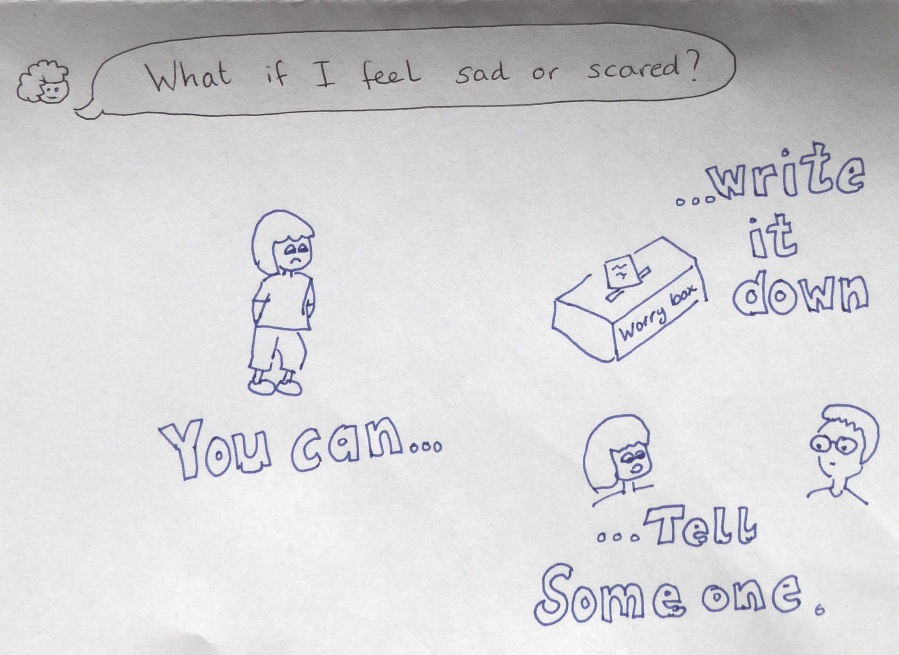 What if I feel sad or scared?
You can...
...write
it
down
Worry box
...Tell
Some one.